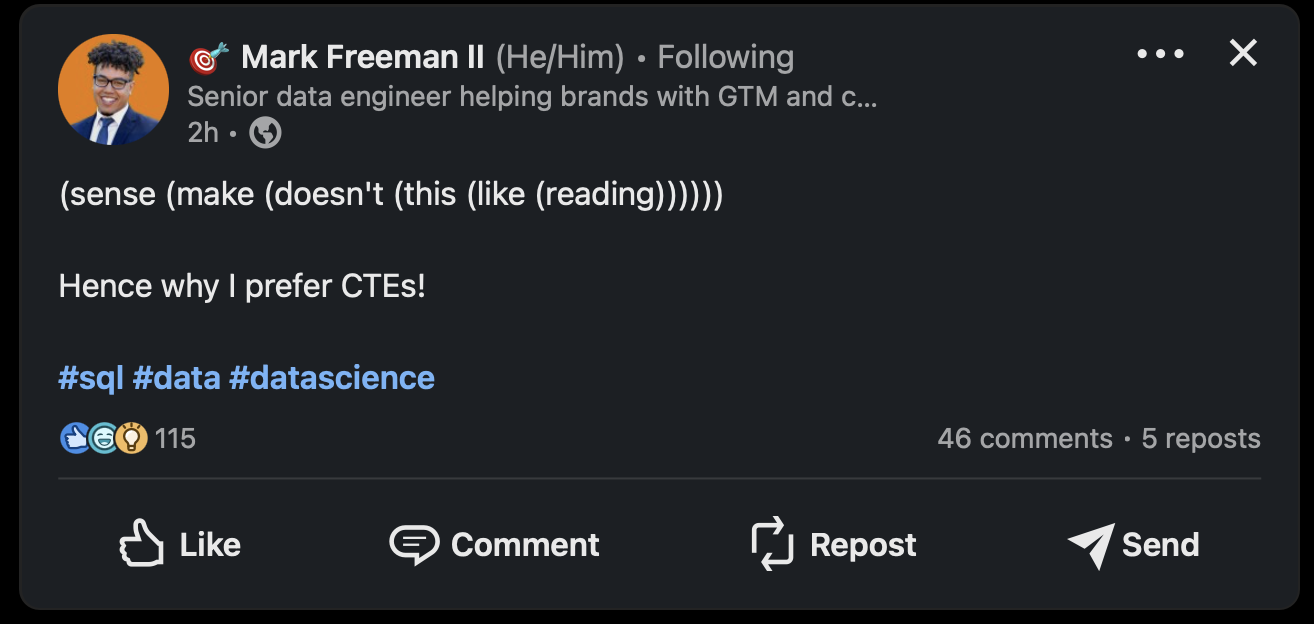 🎯 Mark Freeman II (He/Him) • Following
Senior data engineer helping brands with GTM and c...
2h •
(sense (make (doesn't (this (like (reading))))))
Hence why I prefer CTEs!
#sql #data #datascience
115
46 comments • 5 reposts
Like
Comment
Repost
Send